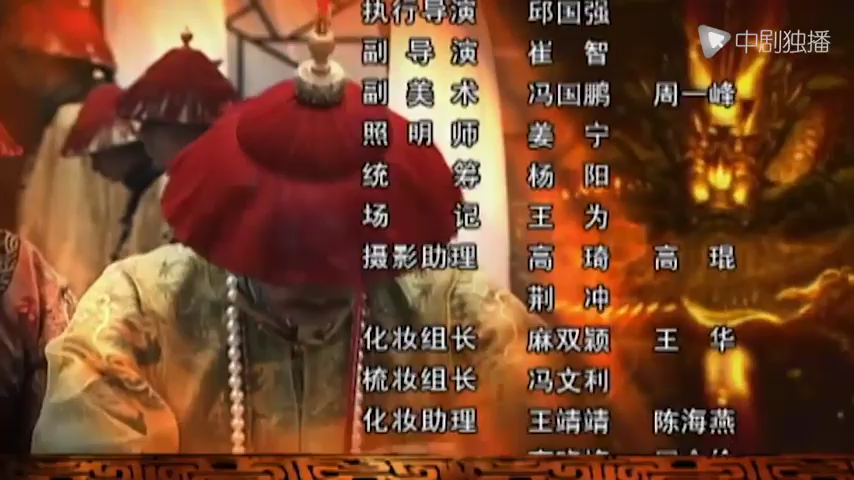 中剧独播
执行导演 邱国强
副导演 崔智
副美术 冯国鹏 周一峰
照明师 姜宁
统筹 杨阳
场记 王为
摄影助理 高琦 高琨
荆冲
化妆组长 麻双颖 王华
梳妆组长 冯文利
化妆助理 王靖靖 陈海燕